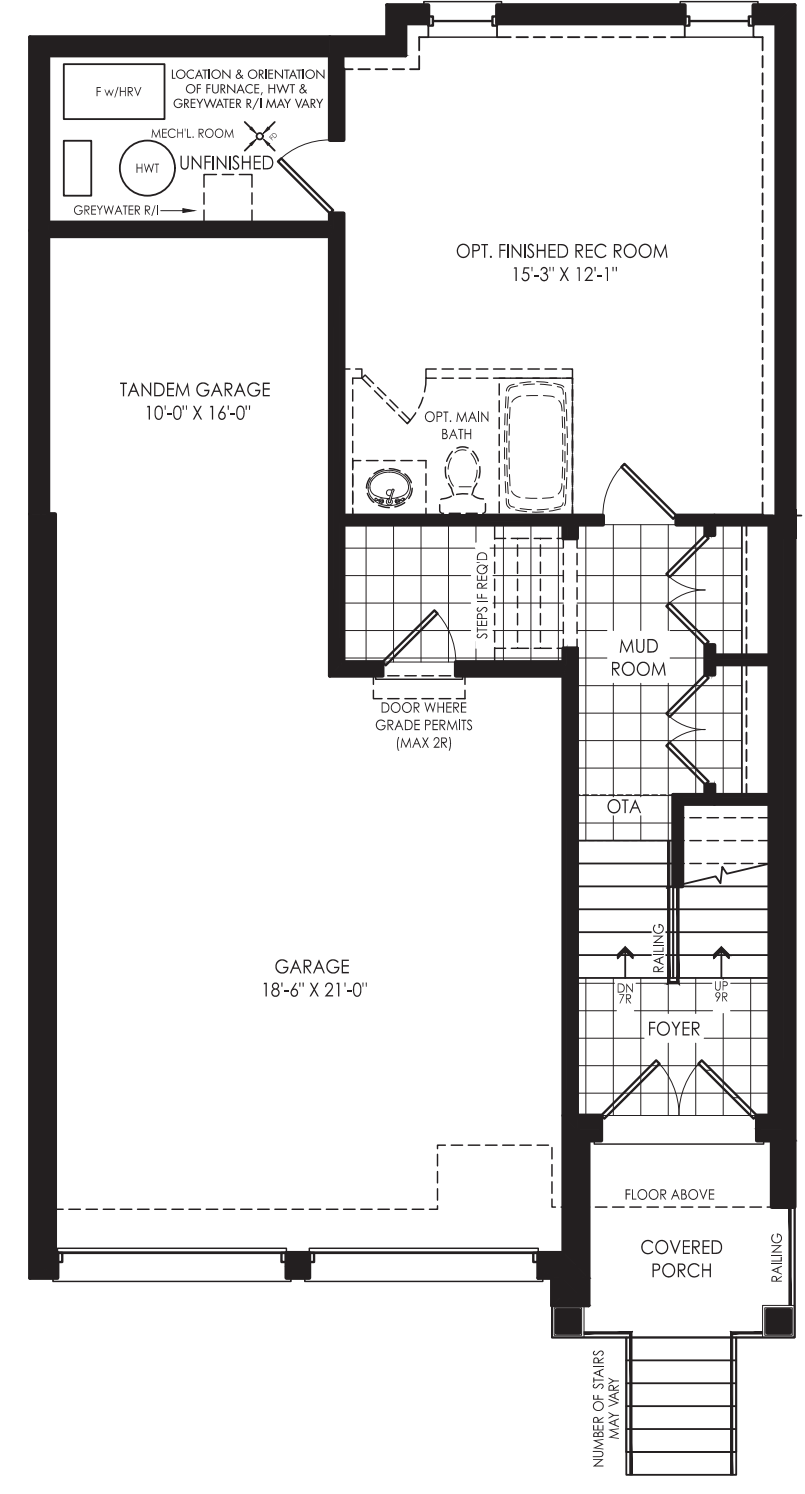 LOCATION & ORIENTATION
OF FURNACE, HWT &
GREYWATER R/I MAY VARY
F w/HRV
MECH'L. ROOM
FD
UNFINISHED
HWT
GREYWATER R/I
OPT. FINISHED REC ROOM
15'-3" X 12'-1"
TANDEM GARAGE
10'-0" X 16'-0"
OPT. MAIN
BATH
STEPS IF REQ'D
MUD
ROOM
DOOR WHERE
GRADE PERMITS
(MAX 2R)
OTA
RAILING
GARAGE
18'-6" X 21'-0"
DN
7R
UP
9R
FOYER
FLOOR ABOVE
COVERED
PORCH
RAILING
NUMBER OF STAIRS
MAY VARY